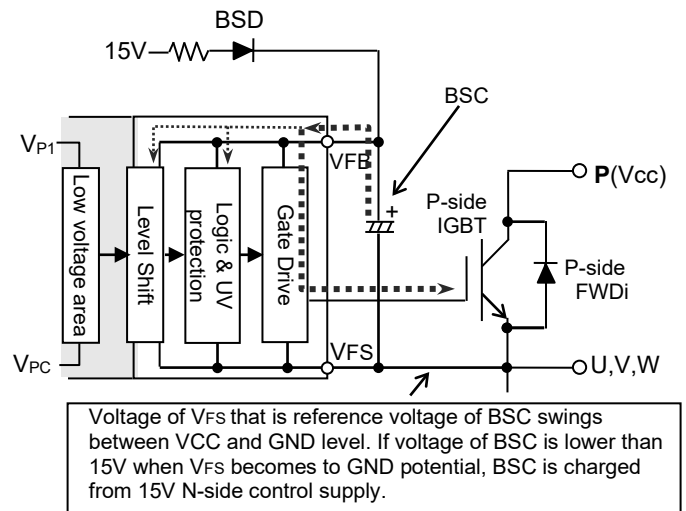 BSD
15V
BSC
VP1
VFB
P(Vcc)
P-side
IGBT
+
Low voltage area
Level Shift
Logic & UV
protection
Gate Drive
P-side
FWDi
VPC
VFS
U,V,W
Voltage of VFS that is reference voltage of BSC swings
between VCC and GND level. If voltage of BSC is lower than
15V when VFS becomes to GND potential, BSC is charged
from 15V N-side control supply.